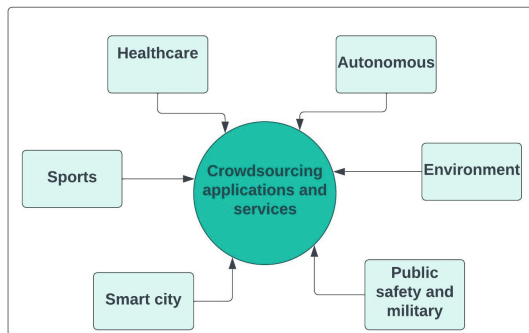 Healthcare
Autonomous
Crowdsourcing
applications and
services
Sports
Environment
Smart city
Public
safety and
military